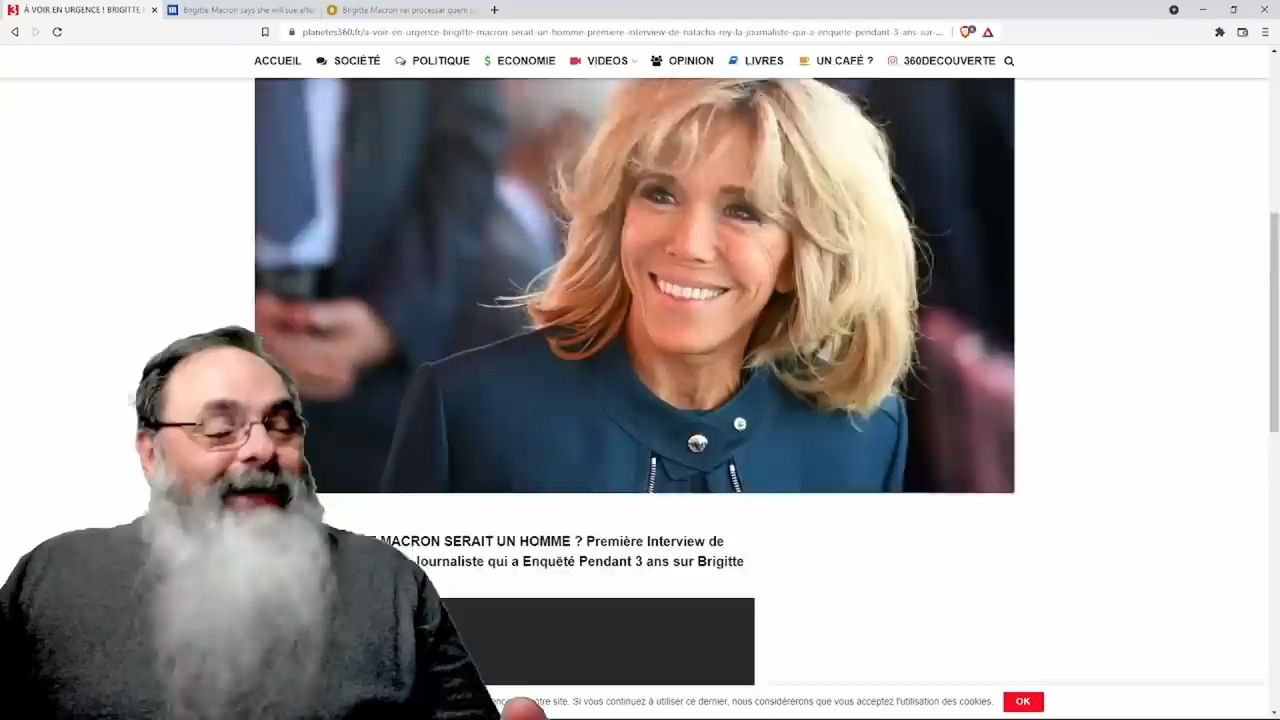 À VOIR EN URGENCE ! BRIGITTE
Brigitte Macron says she will sue after
Brigitte Macron vai processar quem
planetes360.fr/a-voir-en-urgence-brigitte-macron-serait-un-homme-premiere-interview-de-natacha-rey-la-journaliste-qui-a-enquete-pendant-3-ans-sur-...
ACCUEIL SOCIÉTÉ POLITIQUE $ ECONOMIE VIDEOS OPINION LIVRES UN CAFÉ ? 360DECOUVERTE
MACRON SERAIT UN HOMME ? Première Interview de
Journaliste qui a Enquêté Pendant 3 ans sur Brigitte
site. Si vous continuez à utiliser ce dernier, nous considérerons que vous acceptez l'utilisation des cookies.
OK